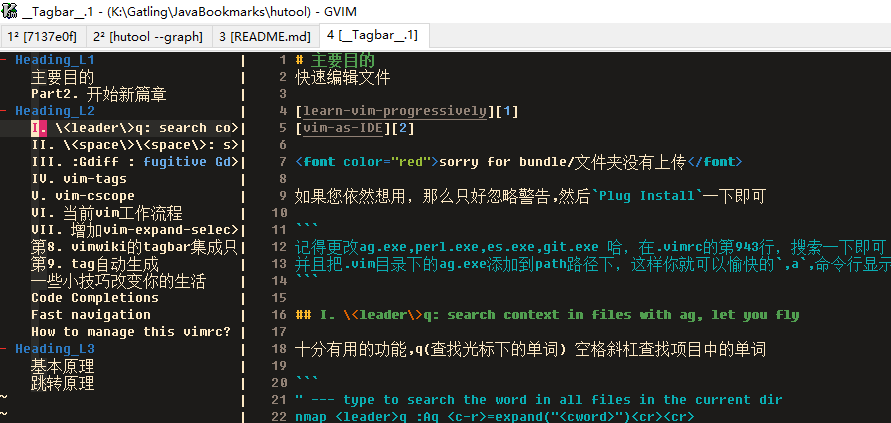 __Tagbar__.1 - (K:\Gatling\JavaBookmarks\hutool) - GVIM
1² [7137e0f] 2² [hutool --graph] 3 [README.md] 4 [__Tagbar__.1]
- Heading_L1
主要目的
Part2. 开始新篇章
- Heading_L2
I. \<leader\>q: search co>
II. \<space\>\<space\>: s>
III. :Gdiff : fugitive Gd>
IV. vim-tags
V. vim-cscope
VI. 当前vim工作流程
VII. 增加vim-expand-selec>
第8. vimwiki的tagbar集成只
第9. tag自动生成
一些小技巧改变你的生活
Code Completions
Fast navigation
How to manage this vimrc?
- Heading_L3
基本原理
跳转原理
~
~
1 # 主要目的
2 快速编辑文件
3
4 [learn-vim-progressively][1]
5 [vim-as-IDE][2]
6
7 <font color="red">sorry for bundle/文件夹没有上传</font>
8
9 如果您依然想用，那么只好忽略警告,然后`Plug Install`一下即可
10
11 ```
12 记得更改ag.exe,perl.exe,es.exe,git.exe 哈，在.vimrc的第943行，搜索一下即可
13 并且把.vim目录下的ag.exe添加到path路径下，这样你就可以愉快的`,a`,命令行显示
14 ```
15
16 ## I. \<leader\>q: search context in files with ag, let you fly
17
18 十分有用的功能,q(查找光标下的单词) 空格斜杠查找项目中的单词
19
20 ```
21 " --- type to search the word in all files in the current dir
22 nmap <leader>q :Ag <c-r>=expand("<cword>")<cr><cr>